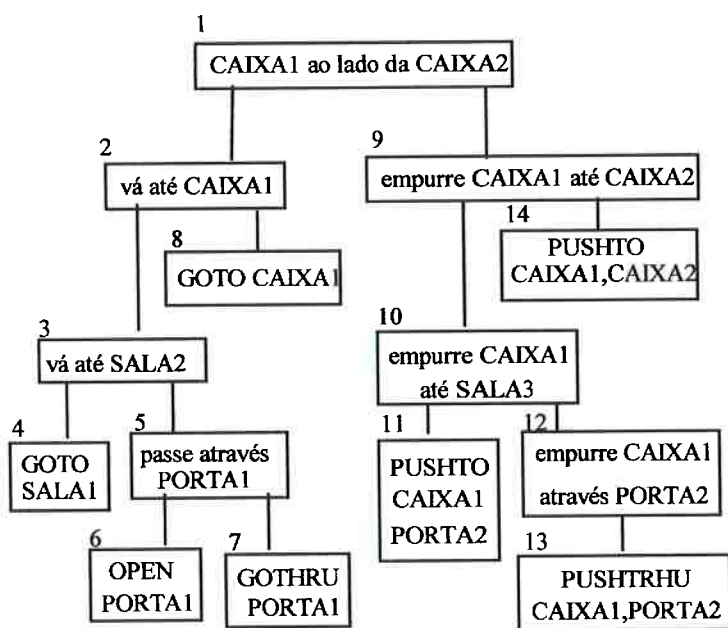 1
CAIXA1 ao lado da CAIXA2
2
vá até CAIXA1
9
empurre CAIXA1 até CAIXA2
8
GOTO CAIXA1
14
PUSHTO
CAIXA1,CAIXA2
3
vá até SALA2
10
empurre CAIXA1
até SALA3
4
GOTO
SALA1
5
passe através
PORTA1
11
PUSHTO
CAIXA1
PORTA2
12
empurre CAIXA1
através PORTA2
6
OPEN
PORTA1
7
GOTHRU
PORTA1
13
PUSHTRHU
CAIXA1,PORTA2